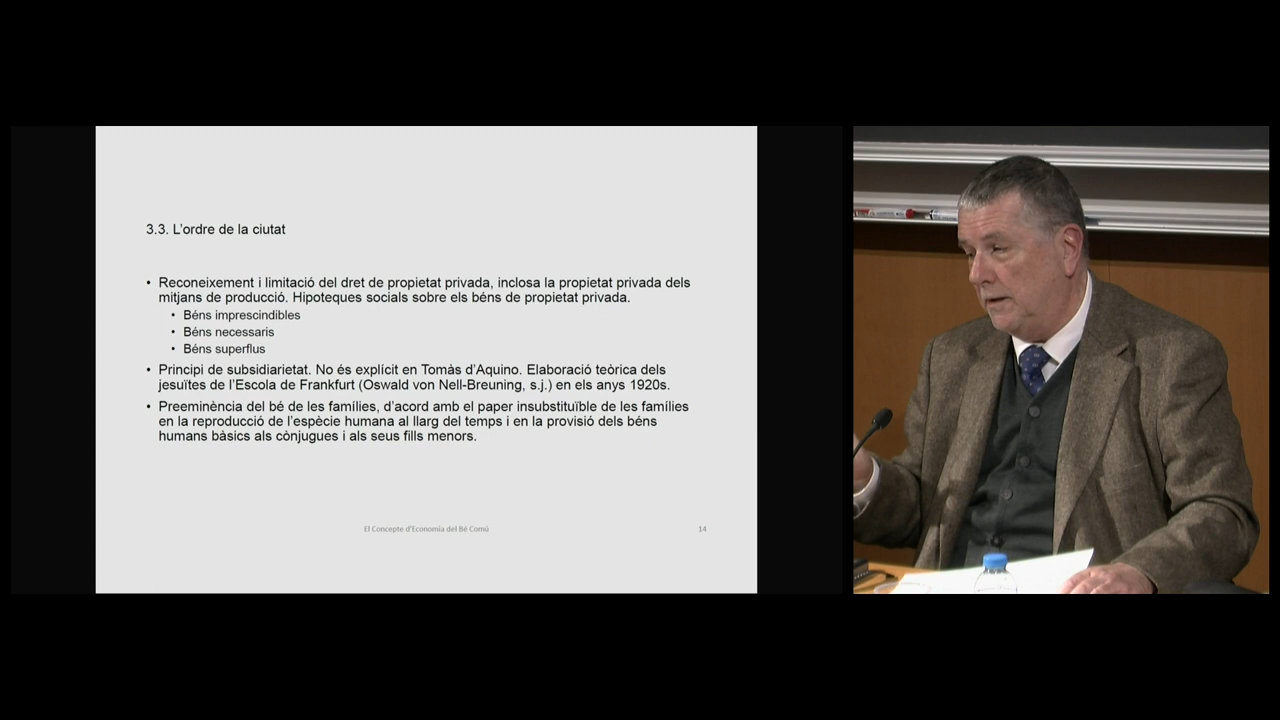 3.3. L’ordre de la ciutat
• Reconeixement i limitació del dret de propietat privada, inclosa la propietat privada dels
mitjans de producció. Hipoteques socials sobre els béns de propietat privada.
• Béns imprescindibles
• Béns necessaris
• Béns superflus
• Principi de subsidiarietat. No és explícit en Tomàs d’Aquino. Elaboració teòrica dels
jesuïtes de l’Escola de Frankfurt (Oswald von Nell-Breuning, s.j.) en els anys 1920s.
• Preeminència del bé de les famílies, d’acord amb el paper insubstituïble de les famílies
en la reproducció de l’espècie humana al llarg del temps i en la provisió dels béns
humans bàsics als cònjugues i als seus fills menors.
El Concepte d'Economia del Bé Comú
14